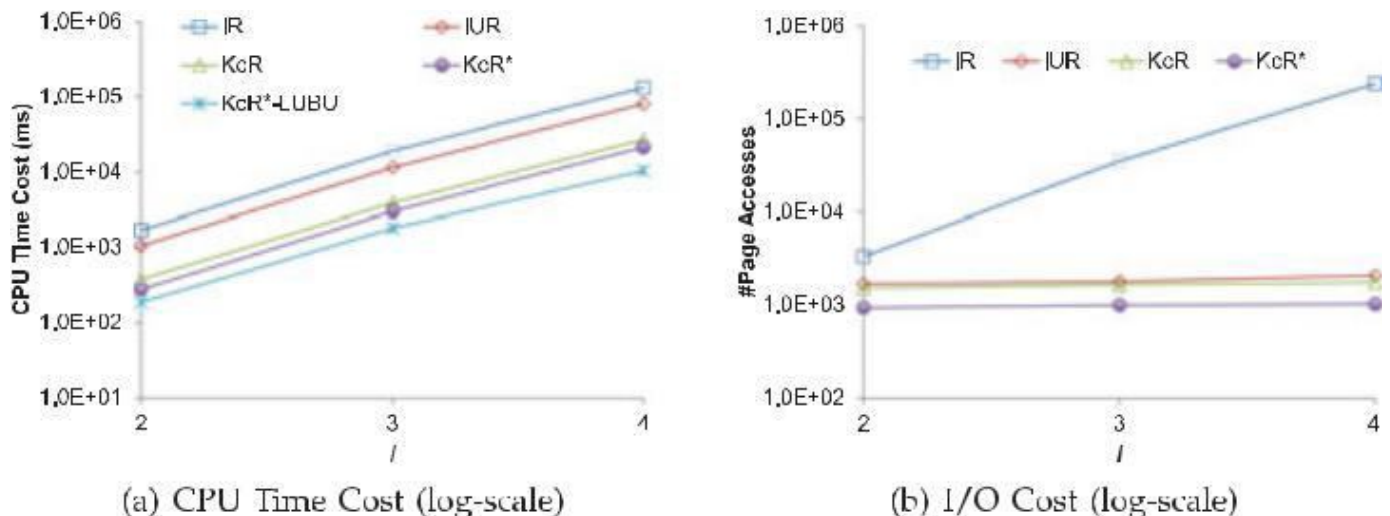 1.0E+06
1.0E+05
1.0E+04
1.0E+03
1.0E+02
1.0E+01
CPU Time Cost (ms)
IR
IUR
KcR
KcR*
KcR*-LUBU
2
3
4
l
(a) CPU Time Cost (log-scale)
1.0E+06
1.0E+05
1.0E+04
1.0E+03
1.0E+02
#Page Accesses
IR IUR KcR KcR*
2
3
4
l
(b) I/O Cost (log-scale)